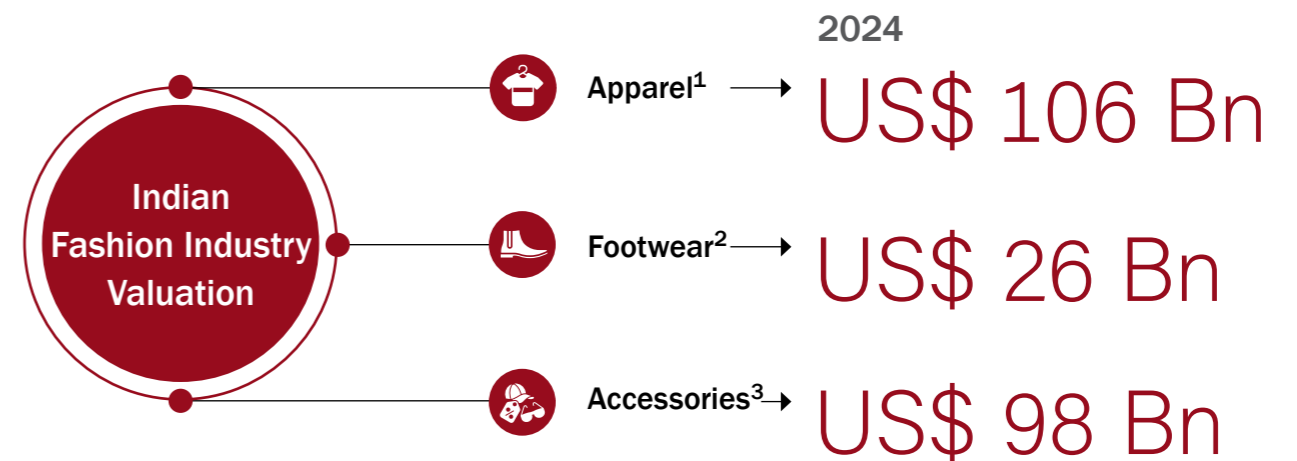 2024
Indian
Fashion Industry
Valuation
Apparel¹
US$ 106 Bn
Footwear²
US$ 26 Bn
Accessories³
US$ 98 Bn